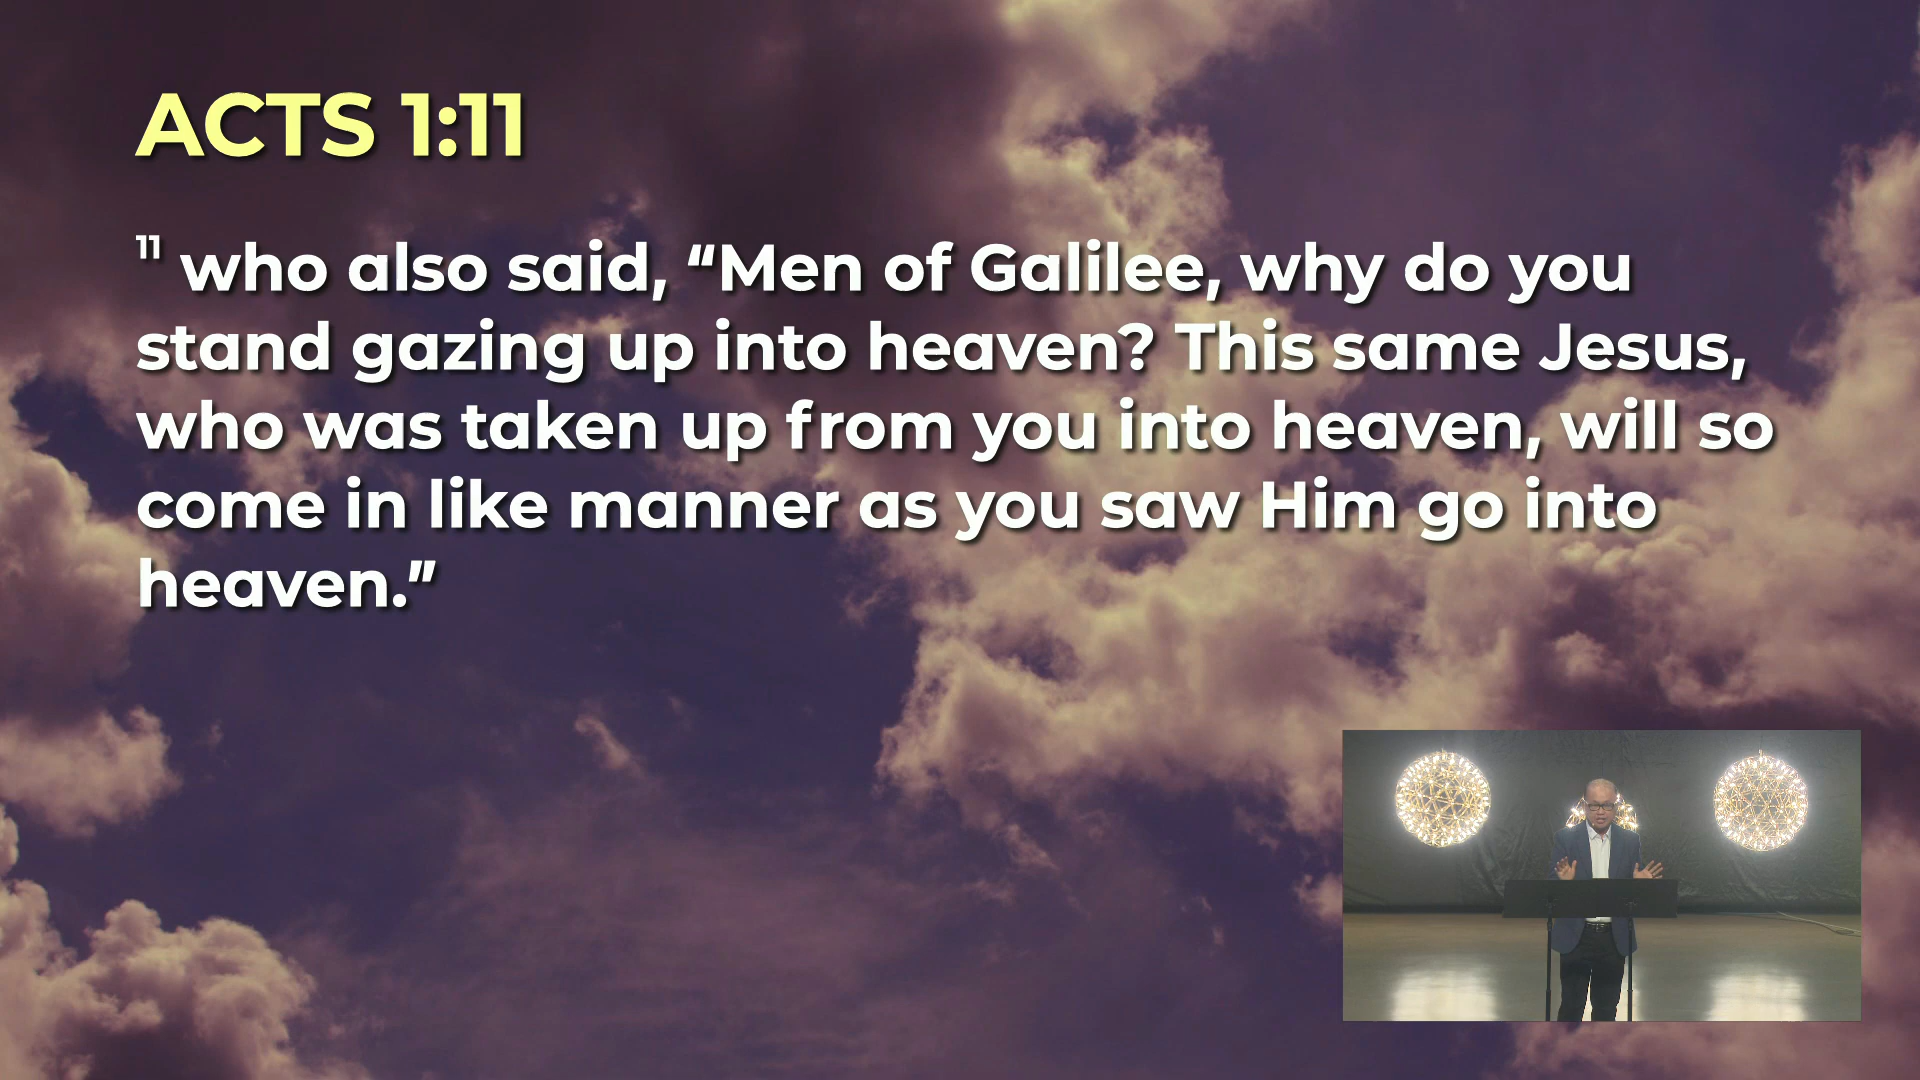 ACTS 1:11
11 who also said, “Men of Galilee, why do you
stand gazing up into heaven? This same Jesus,
who was taken up from you into heaven, will so
come in like manner as you saw Him go into
heaven.”